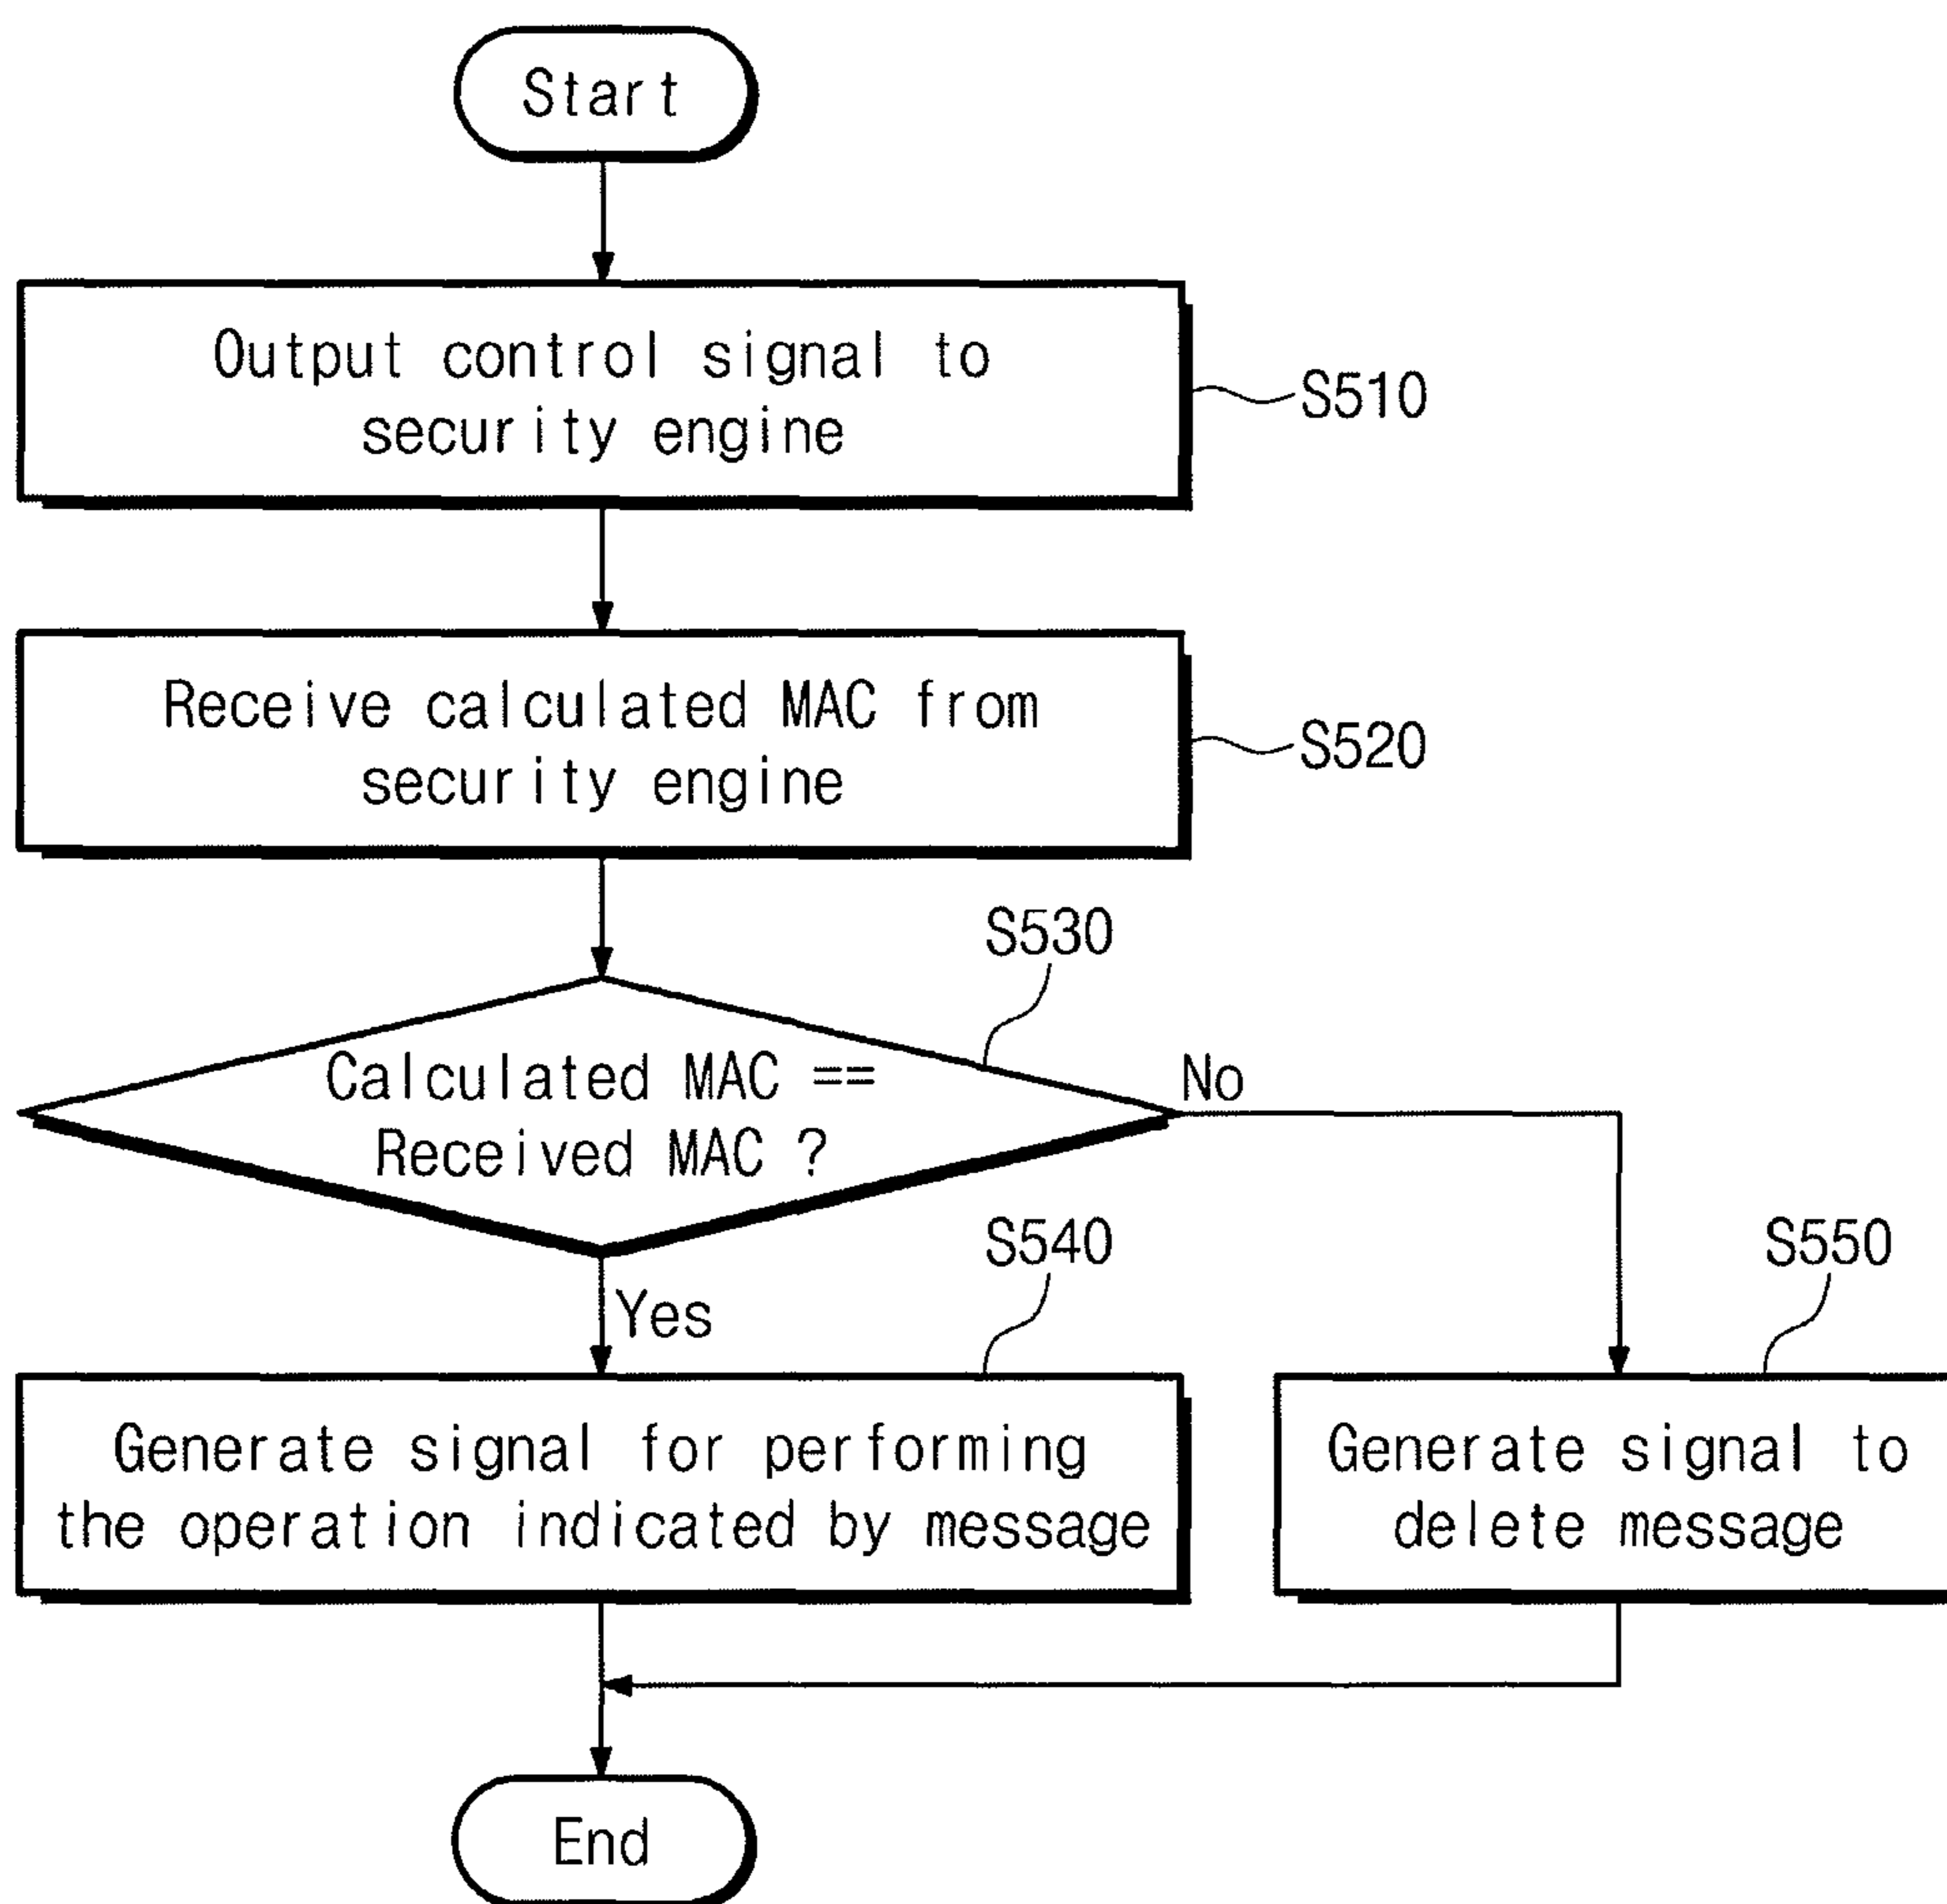 Start
Output control signal to
security engine
S510
Receive calculated MAC from
security engine
S520
S530
Calculated MAC ==
Received MAC ?
No
Yes
S540
Generate signal for performing
the operation indicated by message
S550
Generate signal to
delete message
End